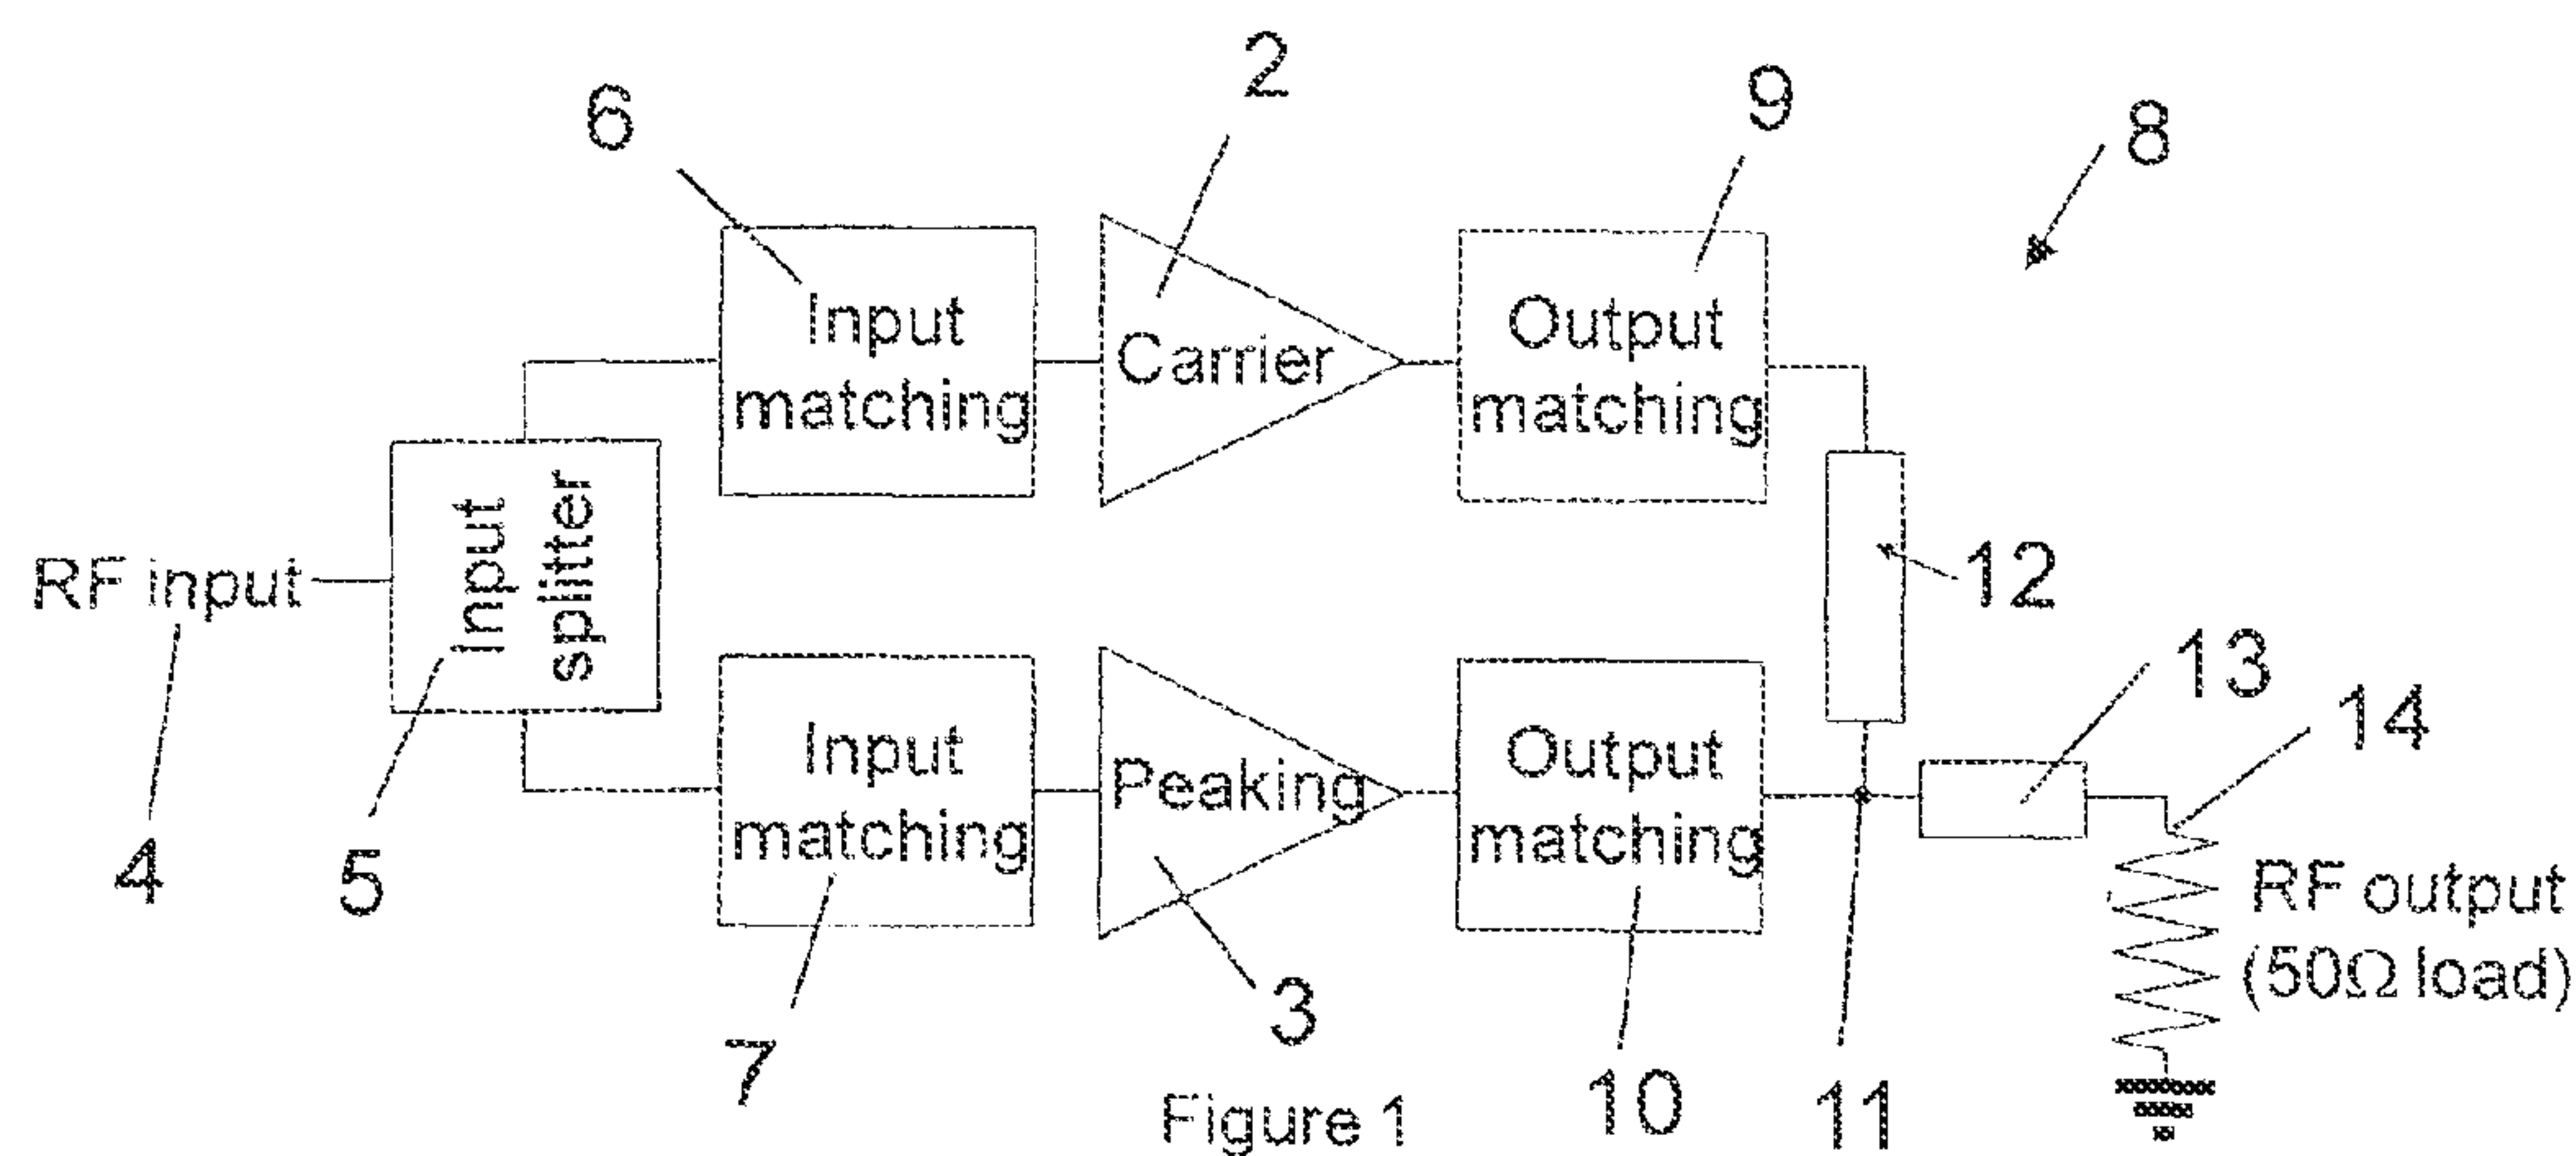 2
9
6
8
Input
matching
Carrier
Output
matching
Input
splitter
RF input
12
13
14
4
5
Input
matching
Peaking
Output
matching
RF output
(50Ω load)
7
3
10
11
Figure 1